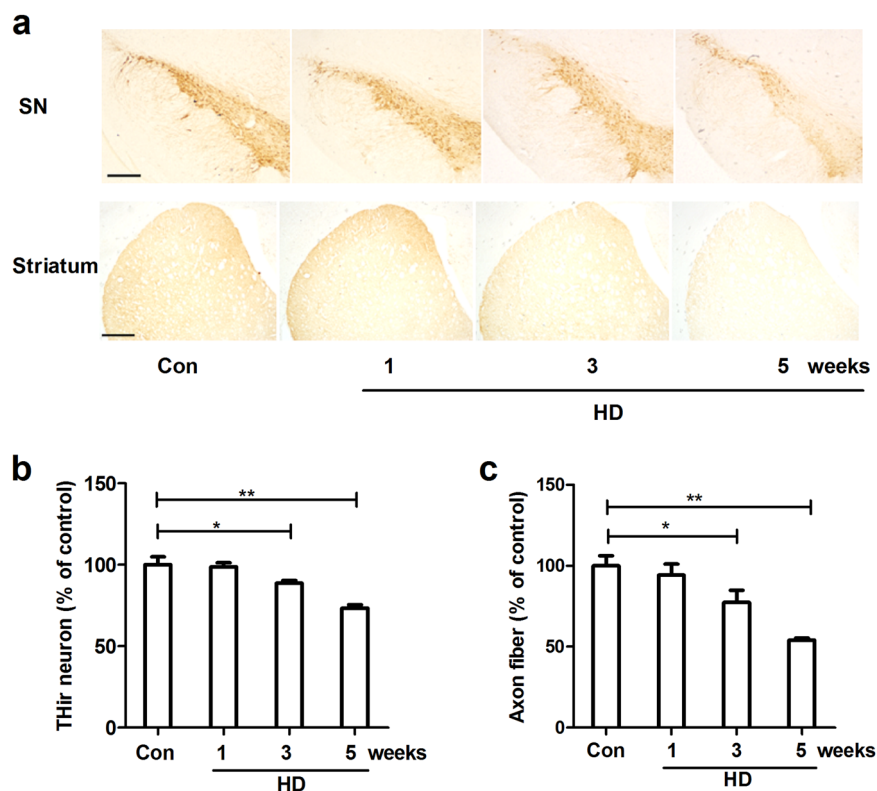 a
SN
Striatum
Con 1 3 5 weeks
HD
b
THir neuron (% of control)
150
100
50
0
**
*
Con 1 3 5 weeks
HD
c
Axon fiber (% of control)
150
100
50
0
**
*
Con 1 3 5 weeks
HD